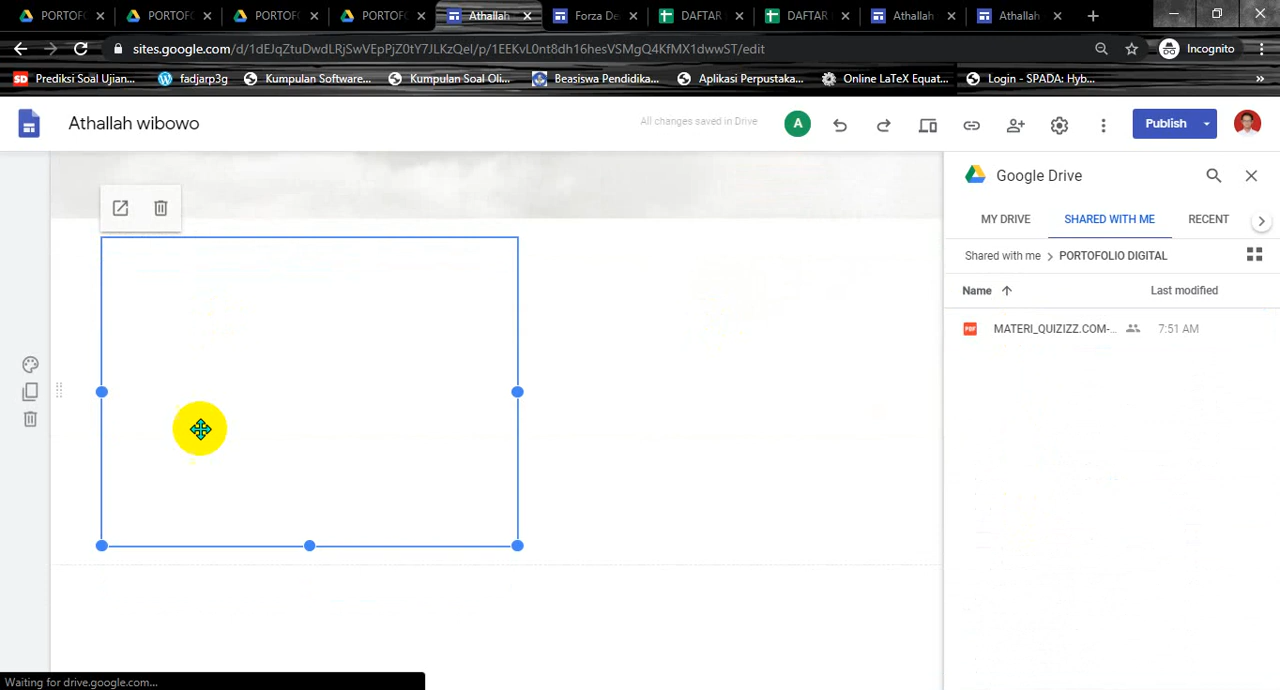 PORTOFO
PORTOFO
PORTOFO
PORTOFO
Athallah
Forza De
DAFTAR
DAFTAR
Athallah
Athallah
sites.google.com/d/1dEJqZtuDwdLRjSwVEpPjZ0tY7JLKzQeI/p/1EEKvL0nt8dh16hesVSMgQ4KfMX1dwwST/edit
Incognito
Prediksi Soal Ujian...
fadjarp3g
Kumpulan Software...
Kumpulan Soal Oli...
Beasiswa Pendidika...
Aplikasi Perpustaka...
Online LaTeX Equat...
Login - SPADA: Hyb...
»
Athallah wibowo
All changes saved in Drive
A
Publish
Google Drive
MY DRIVE
SHARED WITH ME
RECENT
Shared with me > PORTOFOLIO DIGITAL
Name
Last modified
PDF
MATERI_QUIZIZZ.COM-...
7:51 AM
Waiting for drive.google.com...